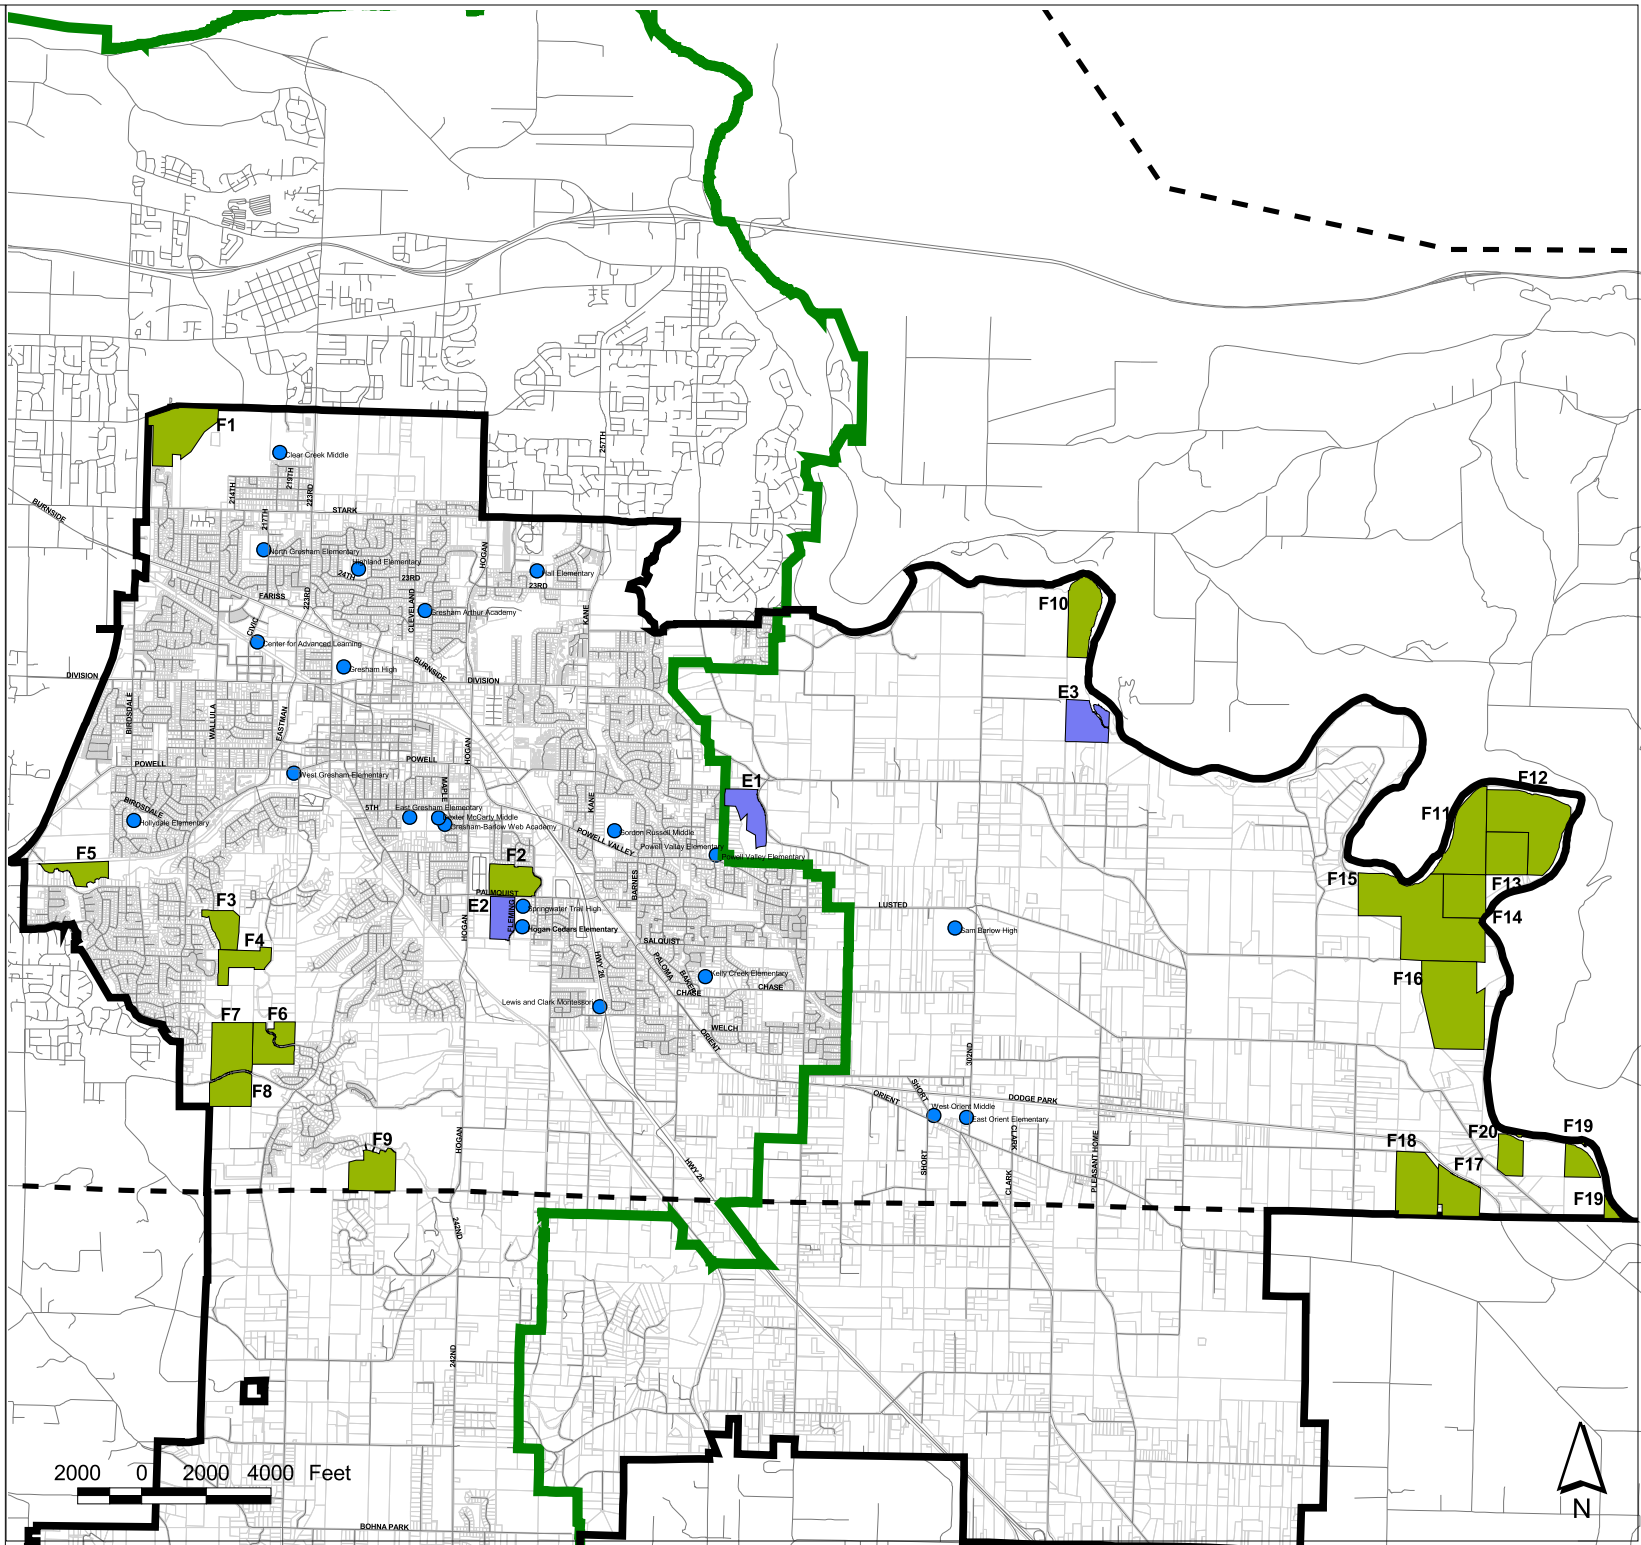 F1
Clear Creek Middle
257TH
214TH
219TH
223RD
BURNSIDE
STARK
217TH
North Gresham Elementary
Highland Elementary
24TH
23RD
HOGAN
Hall Elementary
23RD
FARISS
223RD
CLEVELAND
Gresham Arthur Academy
KANE
F10
CIVIC
Center for Advanced Learning
Gresham High
BURNSIDE
DIVISION
DIVISION
E3
BIRDSDALE
WALLULA
EASTMAN
HOGAN
POWELL
POWELL
West Gresham Elementary
MAPLE
KANE
E1
F12
F11
BIRDSDALE
Hollydale Elementary
5TH
East Gresham Elementary
Dexter McCarty Middle
Gresham-Barlow Web Academy
Gordon Russell Middle
POWELL VALLEY
Powell Valley Elementary
Powell Valley Elementary
F5
F2
F15
F13
PALMQUIST
BARNES
E2
FLEMING
Springwater Trail High
LUSTED
F3
F14
HOGAN
Hogan Cedars Elementary
Sam Barlow High
F4
SALQUIST
HWY 26
PALOMA
BAKER
Kelly Creek Elementary
F16
CHASE
CHASE
Lewis and Clark Montessori
F7
F6
WELCH
ORIENT
302ND
F8
SHORT
ORIENT
DODGE PARK
West Orient Middle
East Orient Elementary
F9
HOGAN
CLARK
PLEASANT HOME
F18
F20
F19
HWY 26
SHORT
CLARK
F17
F19
242ND
242ND
2000 0 2000 4000 Feet
N
BOHNA PARK